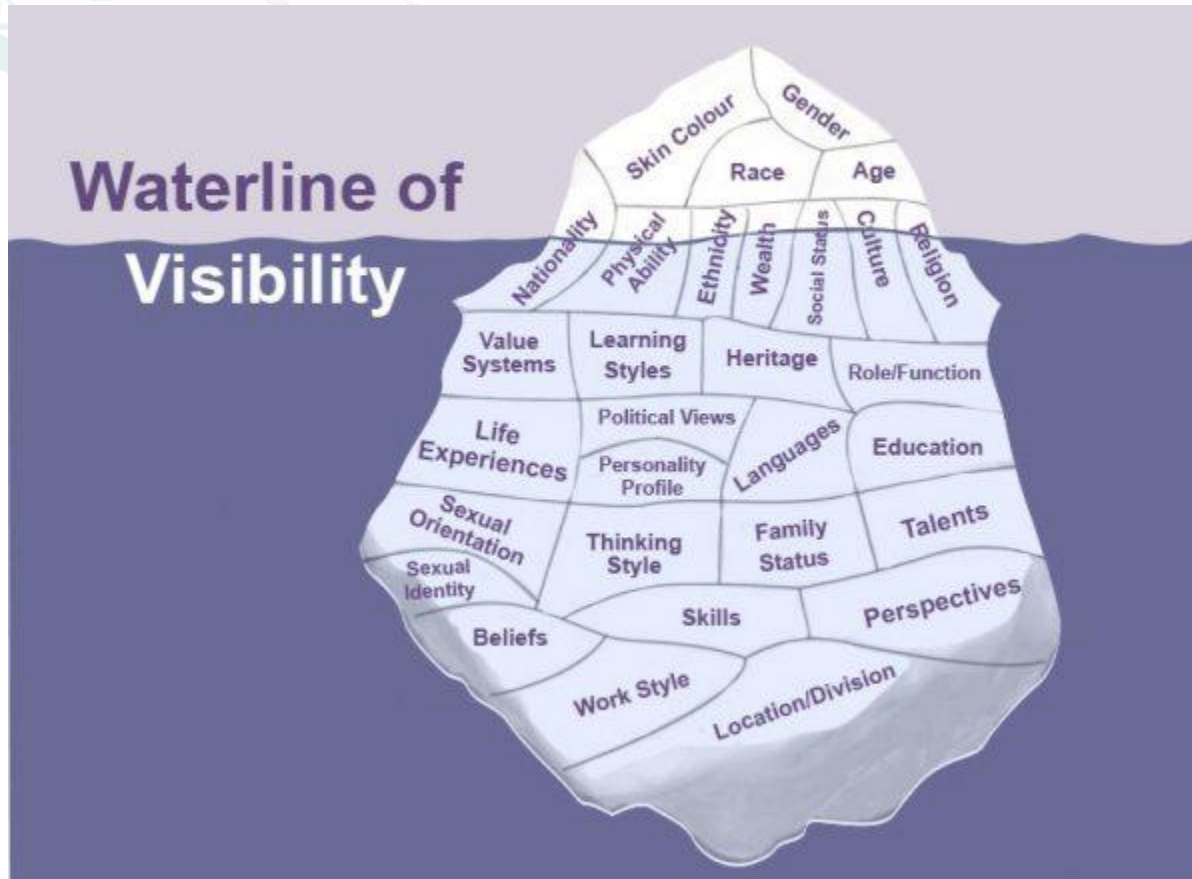 Waterline of
Visibility
Skin Colour
Gender
Race
Age
Nationality
Physical
Ability
Ethnicity
Wealth
Social Status
Culture
Religion
Value
Systems
Learning
Styles
Heritage
Role/Function
Life
Experiences
Political Views
Personality
Profile
Languages
Education
Sexual
Orientation
Sexual
Identity
Thinking
Style
Family
Status
Talents
Beliefs
Skills
Perspectives
Work Style
Location/Division